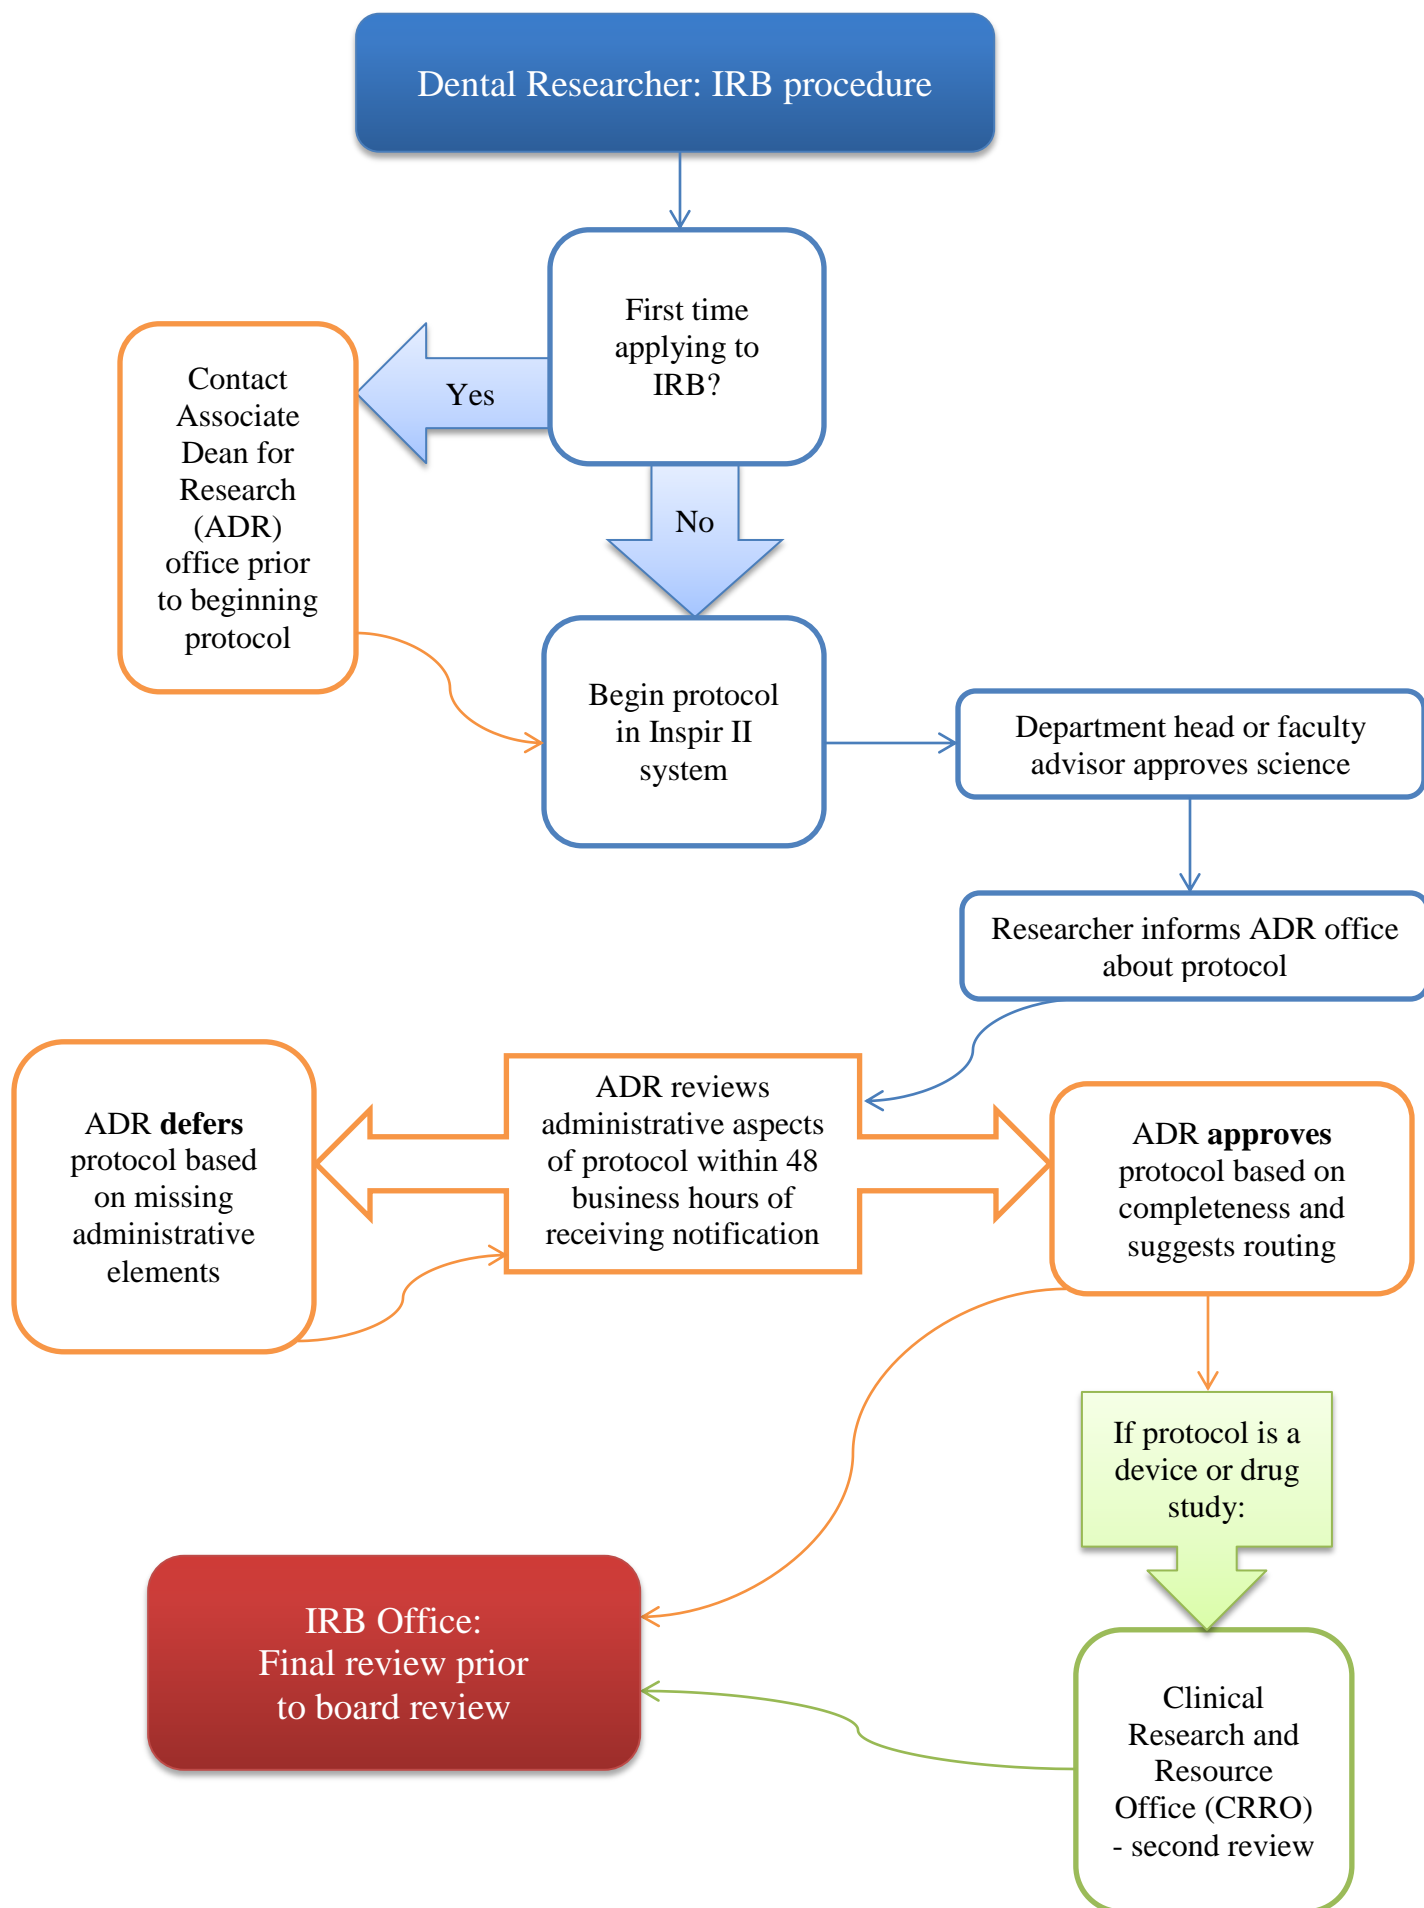 Dental Researcher: IRB procedure
First time
applying to
IRB?
Yes
Contact
Associate
Dean for
Research
(ADR)
office prior
to beginning
protocol
No
Begin protocol
in Inspir II
system
Department head or faculty
advisor approves science
Researcher informs ADR office
about protocol
ADR reviews
administrative aspects
of protocol within 48
business hours of
receiving notification
ADR defers
protocol based
on missing
administrative
elements
ADR approves
protocol based on
completeness and
suggests routing
If protocol is a
device or drug
study:
Clinical
Research and
Resource
Office (CRRO)
- second review
IRB Office:
Final review prior
to board review